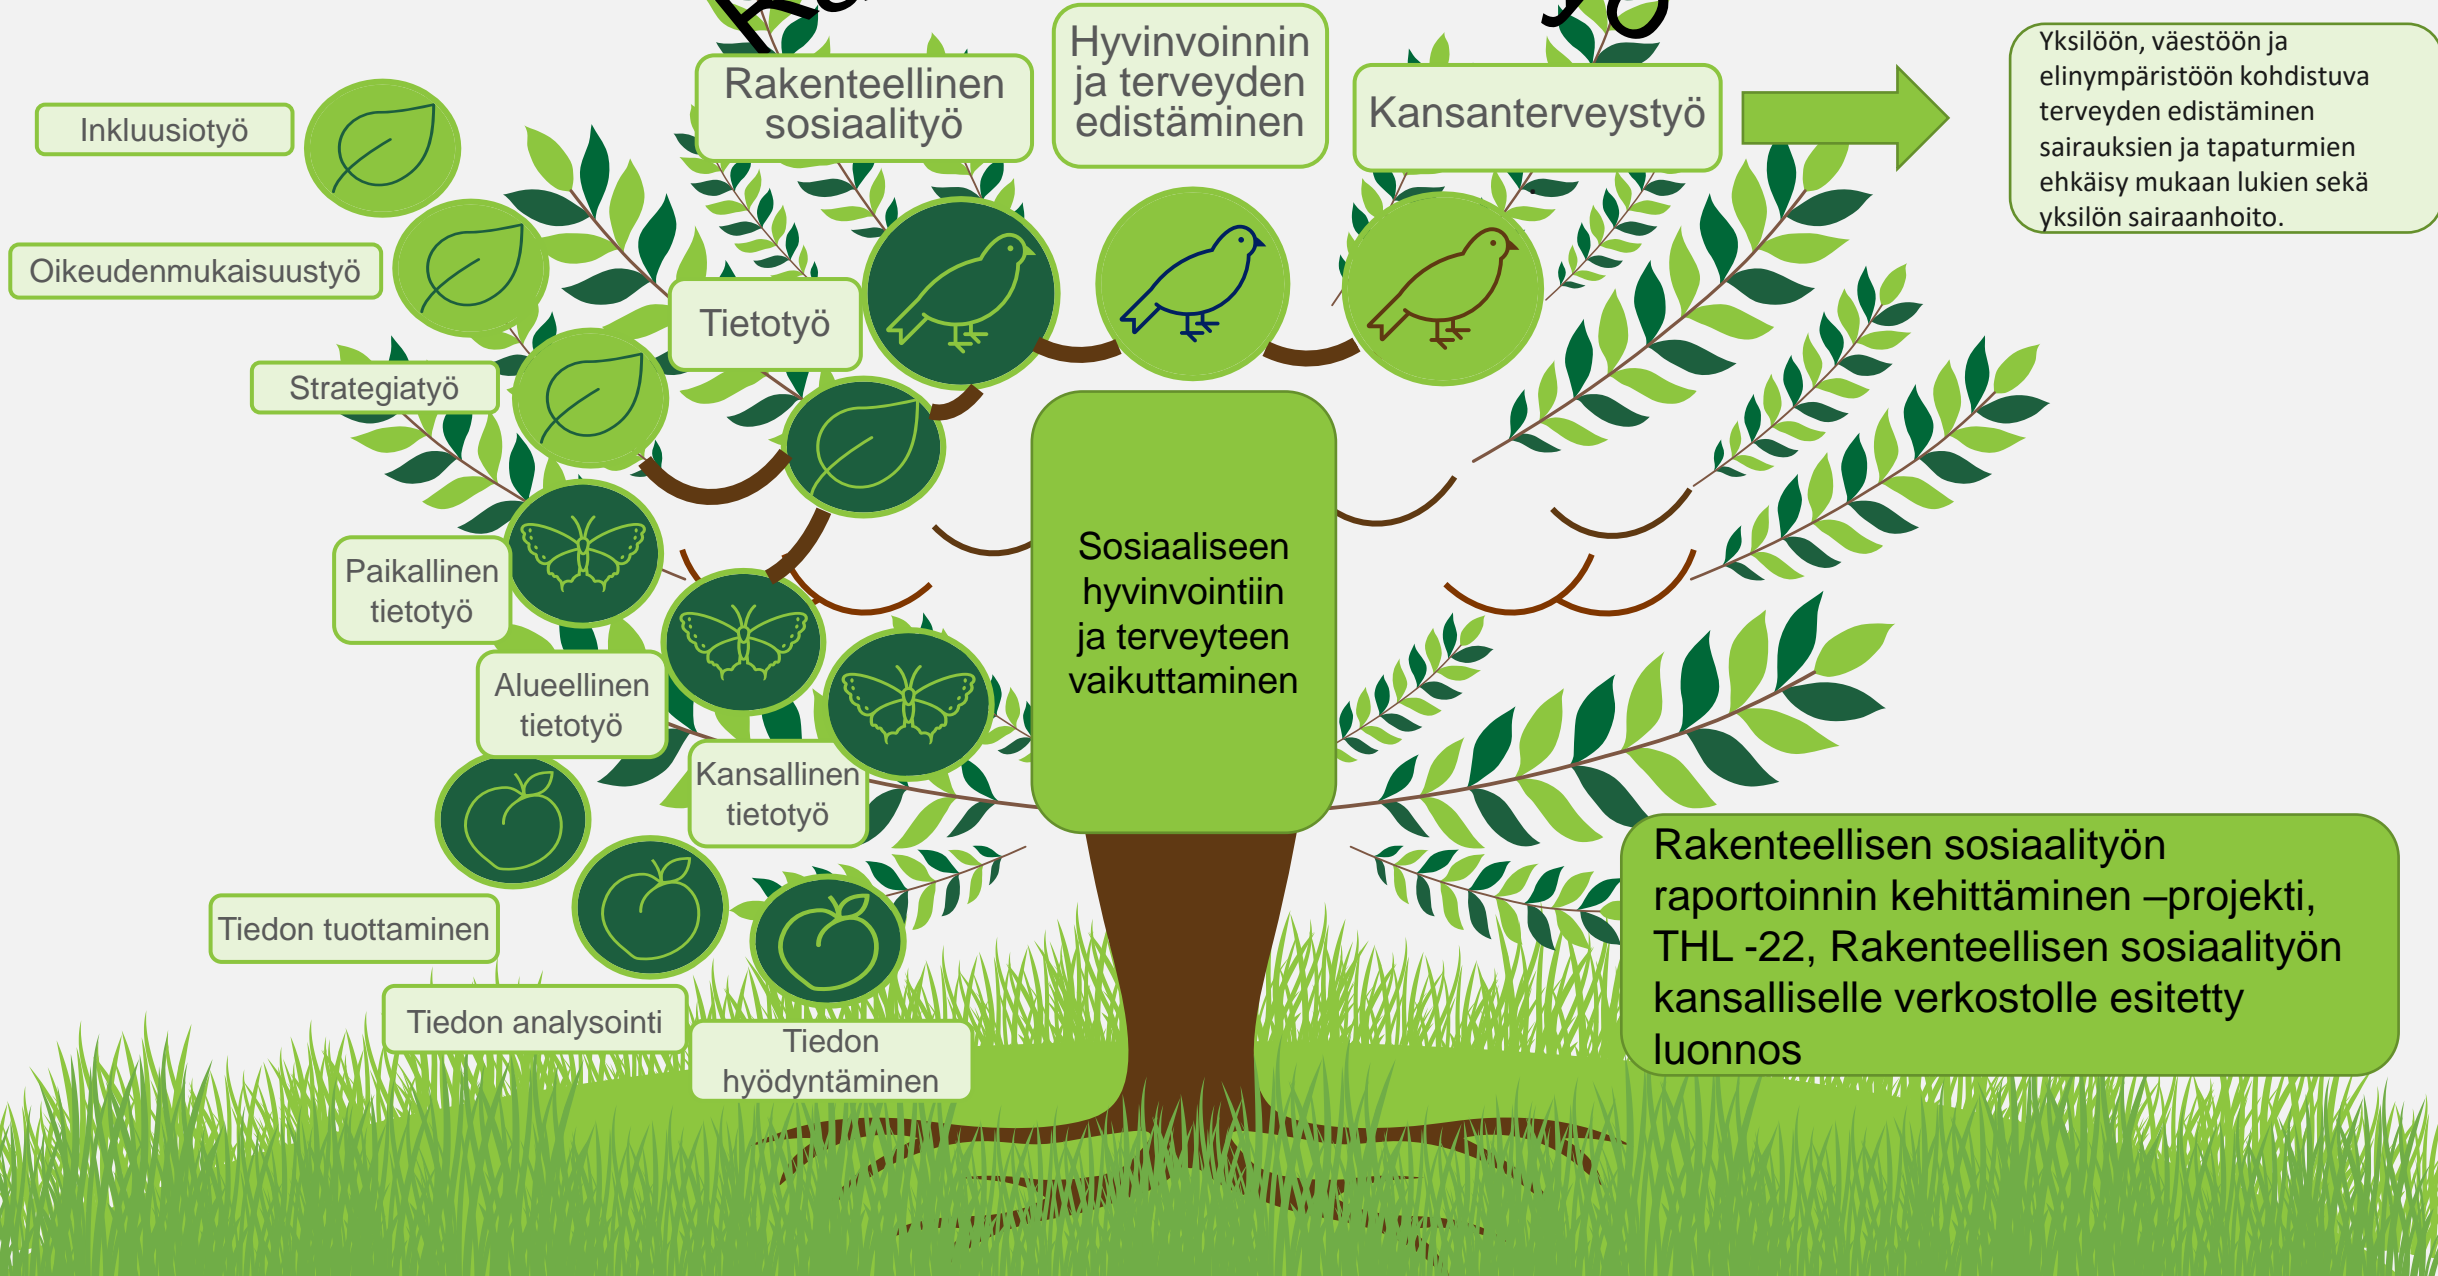 Hyvinvoinnin
ja terveyden
edistäminen
Rakenteellinen
sosiaalityö
Kansanterveystyö
Yksilöön, väestöön ja
elinympäristöön kohdistuva
terveyden edistäminen
sairauksien ja tapaturmien
ehkäisy mukaan lukien sekä
yksilön sairaanhoito.
Inkluusiotyö
Oikeudenmukaisuustyö
Tietotyö
Strategiatyö
Sosiaaliseen
hyvinvointiin
ja terveyteen
vaikuttaminen
Paikallinen
tietotyö
Alueellinen
tietotyö
Kansallinen
tietotyö
Tiedon tuottaminen
Tiedon analysointi
Tiedon
hyödyntäminen
Rakenteellisen sosiaalityön
raportoinnin kehittäminen –projekti,
THL -22, Rakenteellisen sosiaalityön
kansalliselle verkostolle esitetty
luonnos